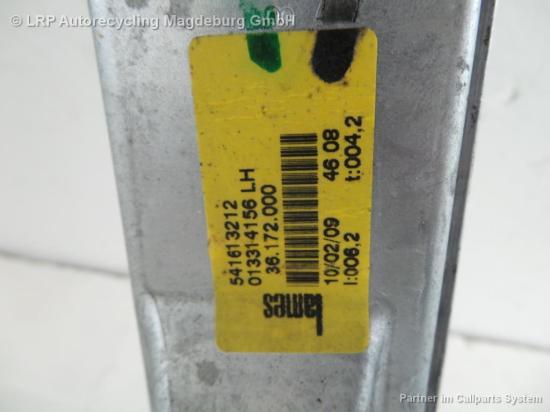 © LRP Autorecycling Magdeburg GmbH
541613212
013314156 LH
36.172.000
10/02/09 46 08
I:006,2 t:004,2
James
Partner im Callparts System